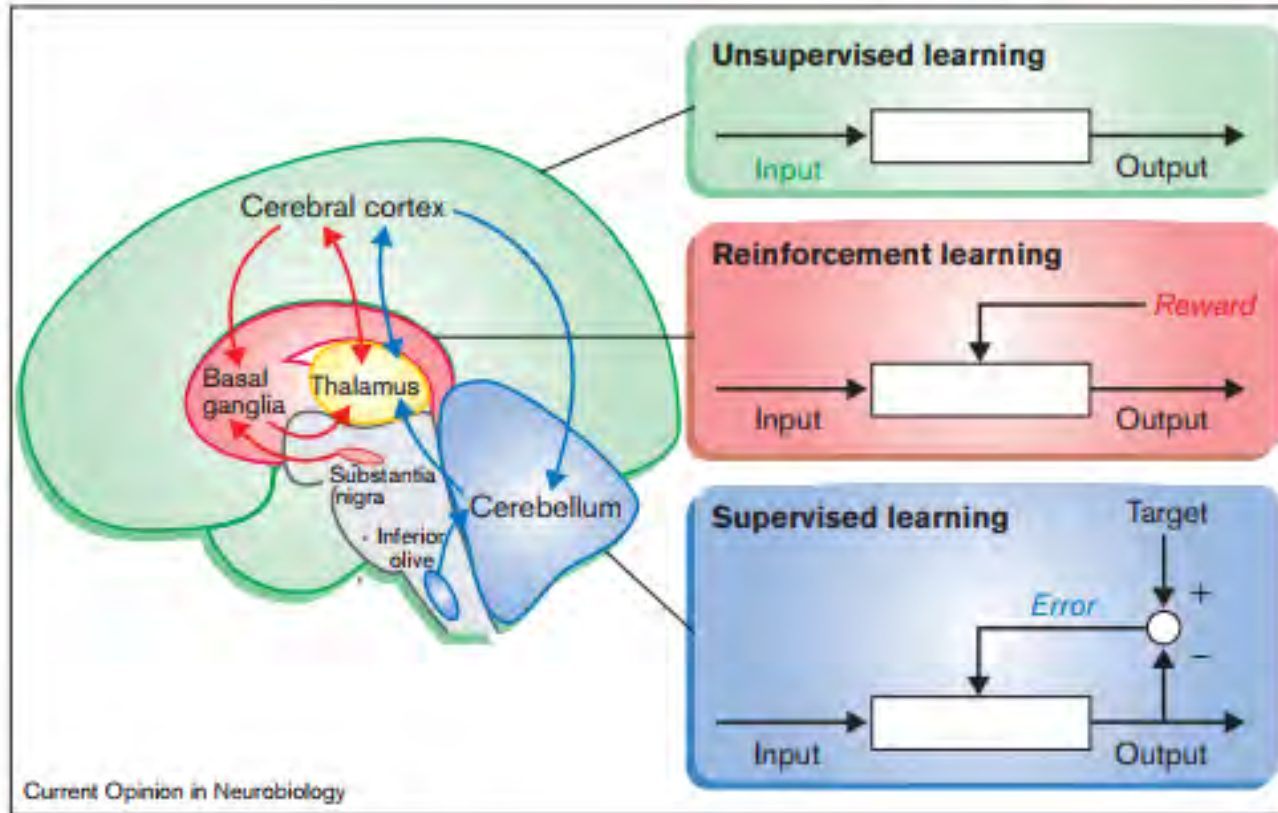 Unsupervised learning
Input
Output
Cerebral cortex
Reinforcement learning
Reward
Input
Output
Basal
ganglia
Thalamus
Substantia
nigra
Cerebellum
Inferior
olive
Supervised learning
Target
Error
+
−
Input
Output
Current Opinion in Neurobiology